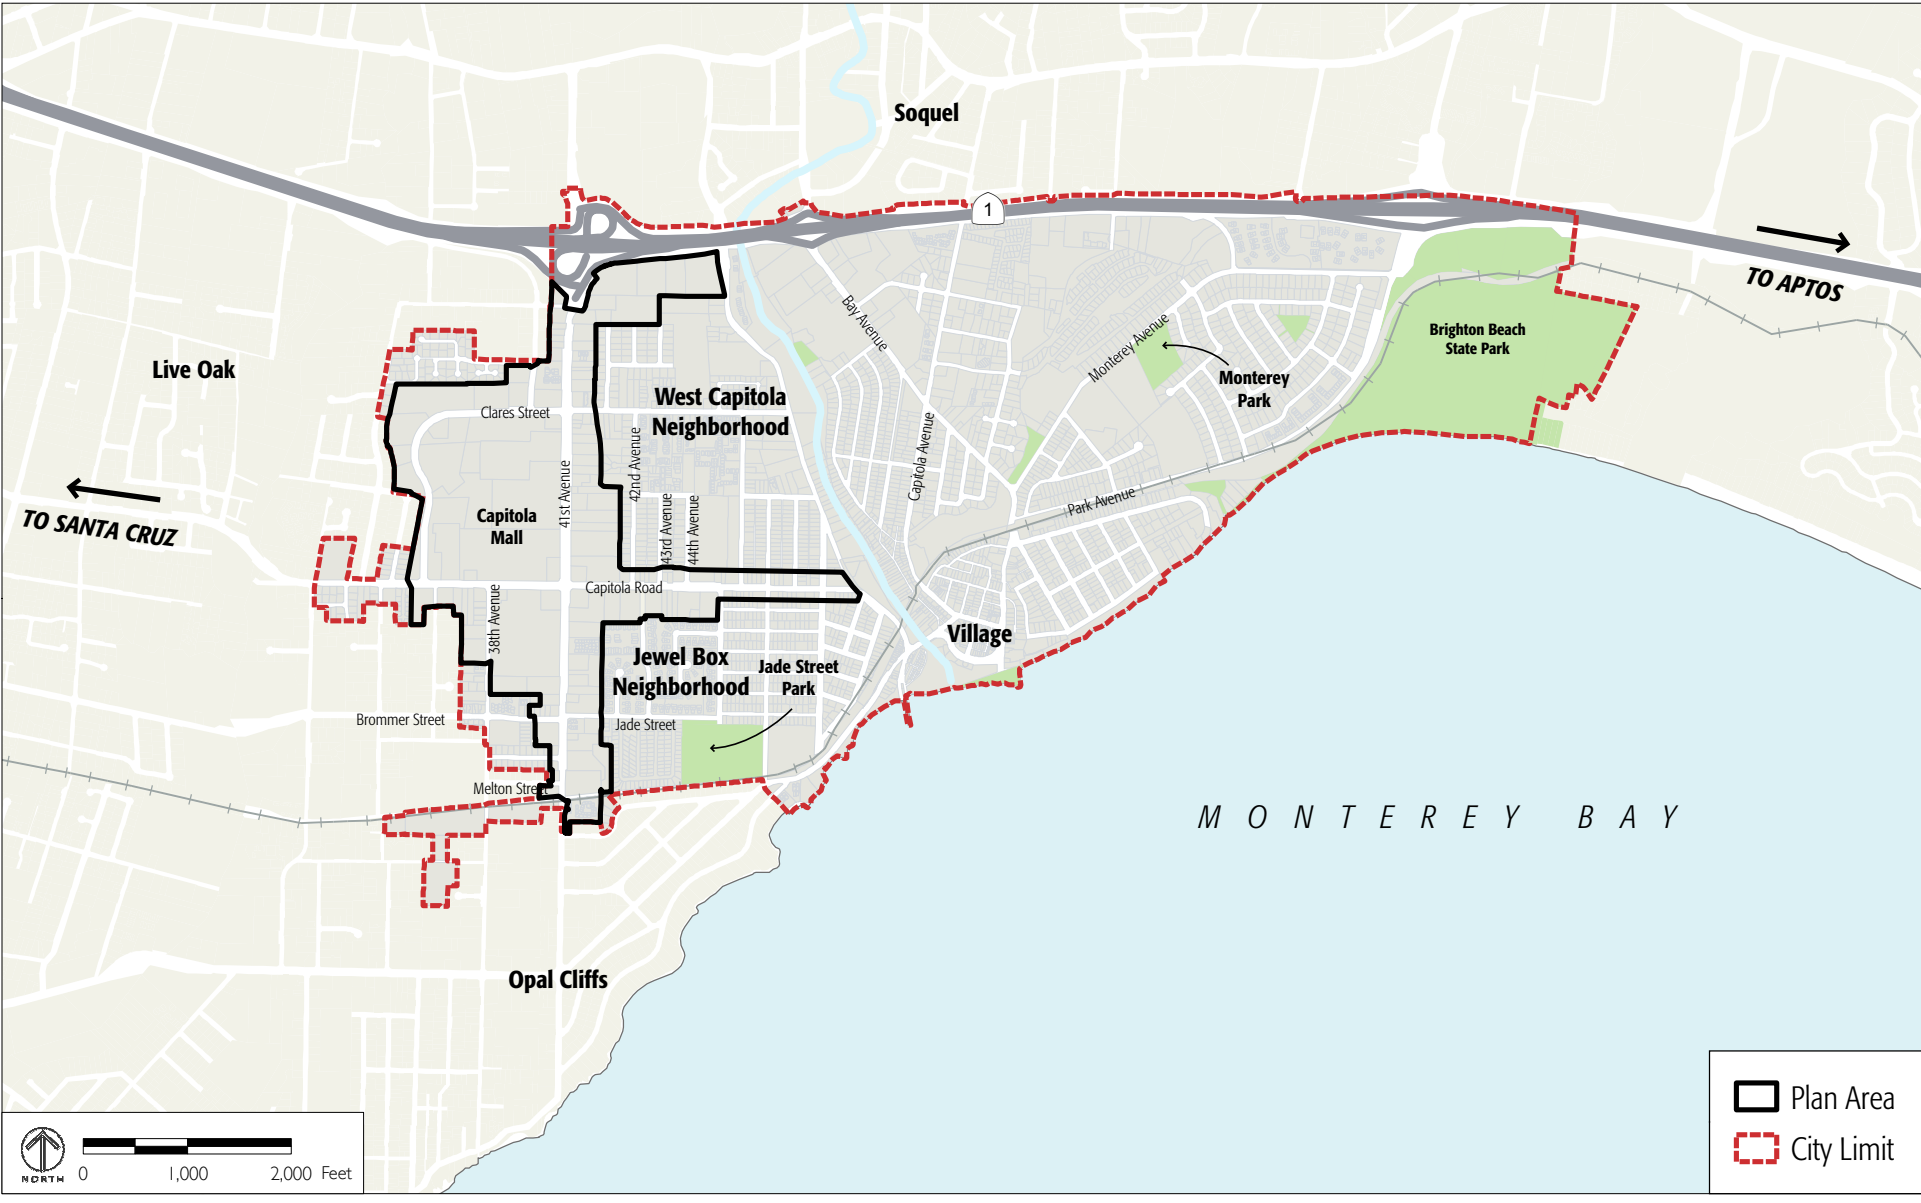 Soquel
1
TO APTOS
Bay Avenue
Monterey Avenue
Brighton Beach
State Park
Live Oak
Monterey
Park
West Capitola
Neighborhood
Clares Street
42nd Avenue
Capitola Avenue
41st Avenue
Park Avenue
43rd Avenue
44th Avenue
TO SANTA CRUZ
Capitola
Mall
Capitola Road
38th Avenue
Village
Jewel Box
Neighborhood
Jade Street
Park
Brommer Street
Jade Street
Melton Street
MONTEREY BAY
Opal Cliffs
Plan Area
City Limit
NORTH
0 1,000 2,000 Feet